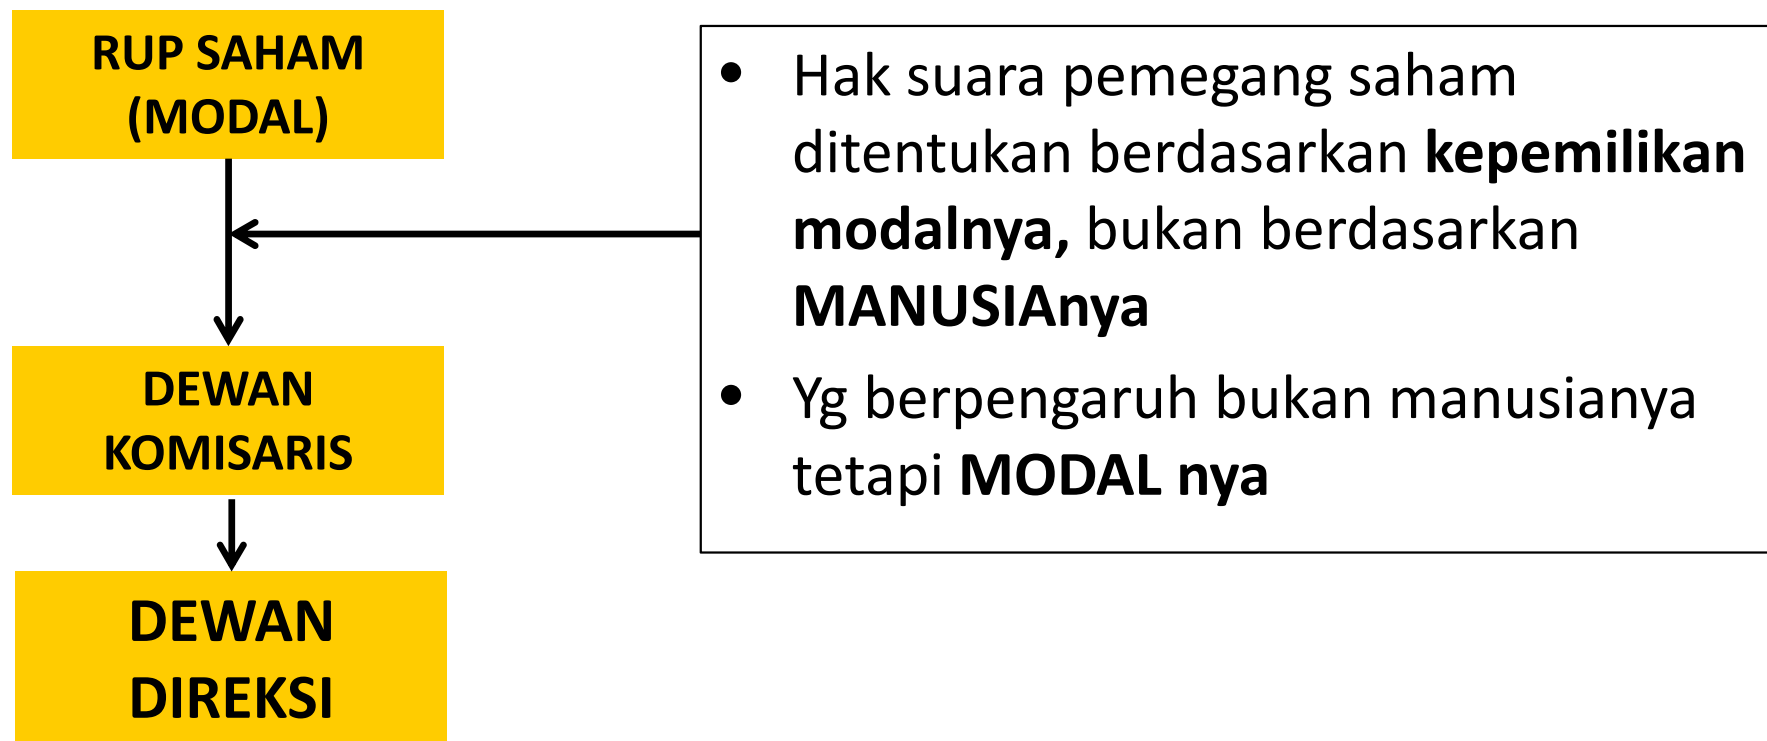 RUP SAHAM
(MODAL)
DEWAN
KOMISARIS
DEWAN
DIREKSI
• Hak suara pemegang saham
ditentukan berdasarkan kepemilikan
modalnya, bukan berdasarkan
MANUSIAnya
• Yg berpengaruh bukan manusianya
tetapi MODAL nya